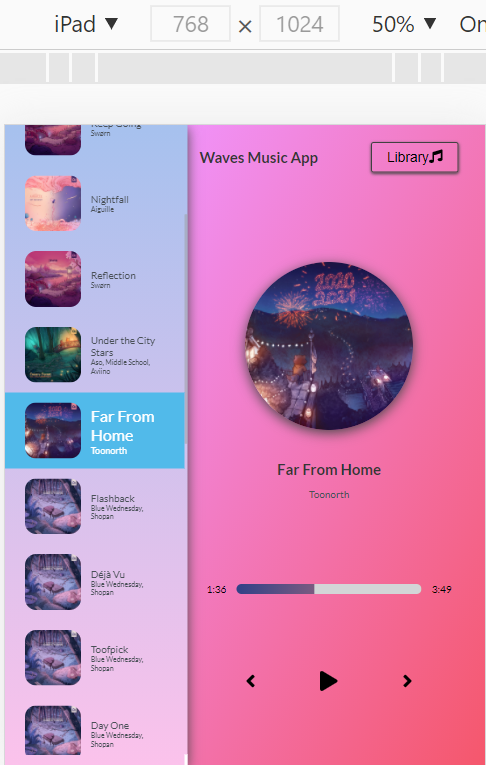 iPad ▼ 768 × 1024 50% ▼ On
Keep Going
Swørn
Nightfall
Aiguille
Reflection
Swørn
Under the City
Stars
Aso, Middle School,
Aviino
Far From
Home
Toonorth
Flashback
Blue Wednesday,
Shopan
Déjà Vu
Blue Wednesday,
Shopan
Toofpick
Blue Wednesday,
Shopan
Day One
Blue Wednesday,
Shopan
Waves Music App
Library
2020
2021
Far From Home
Toonorth
1:36
3:49